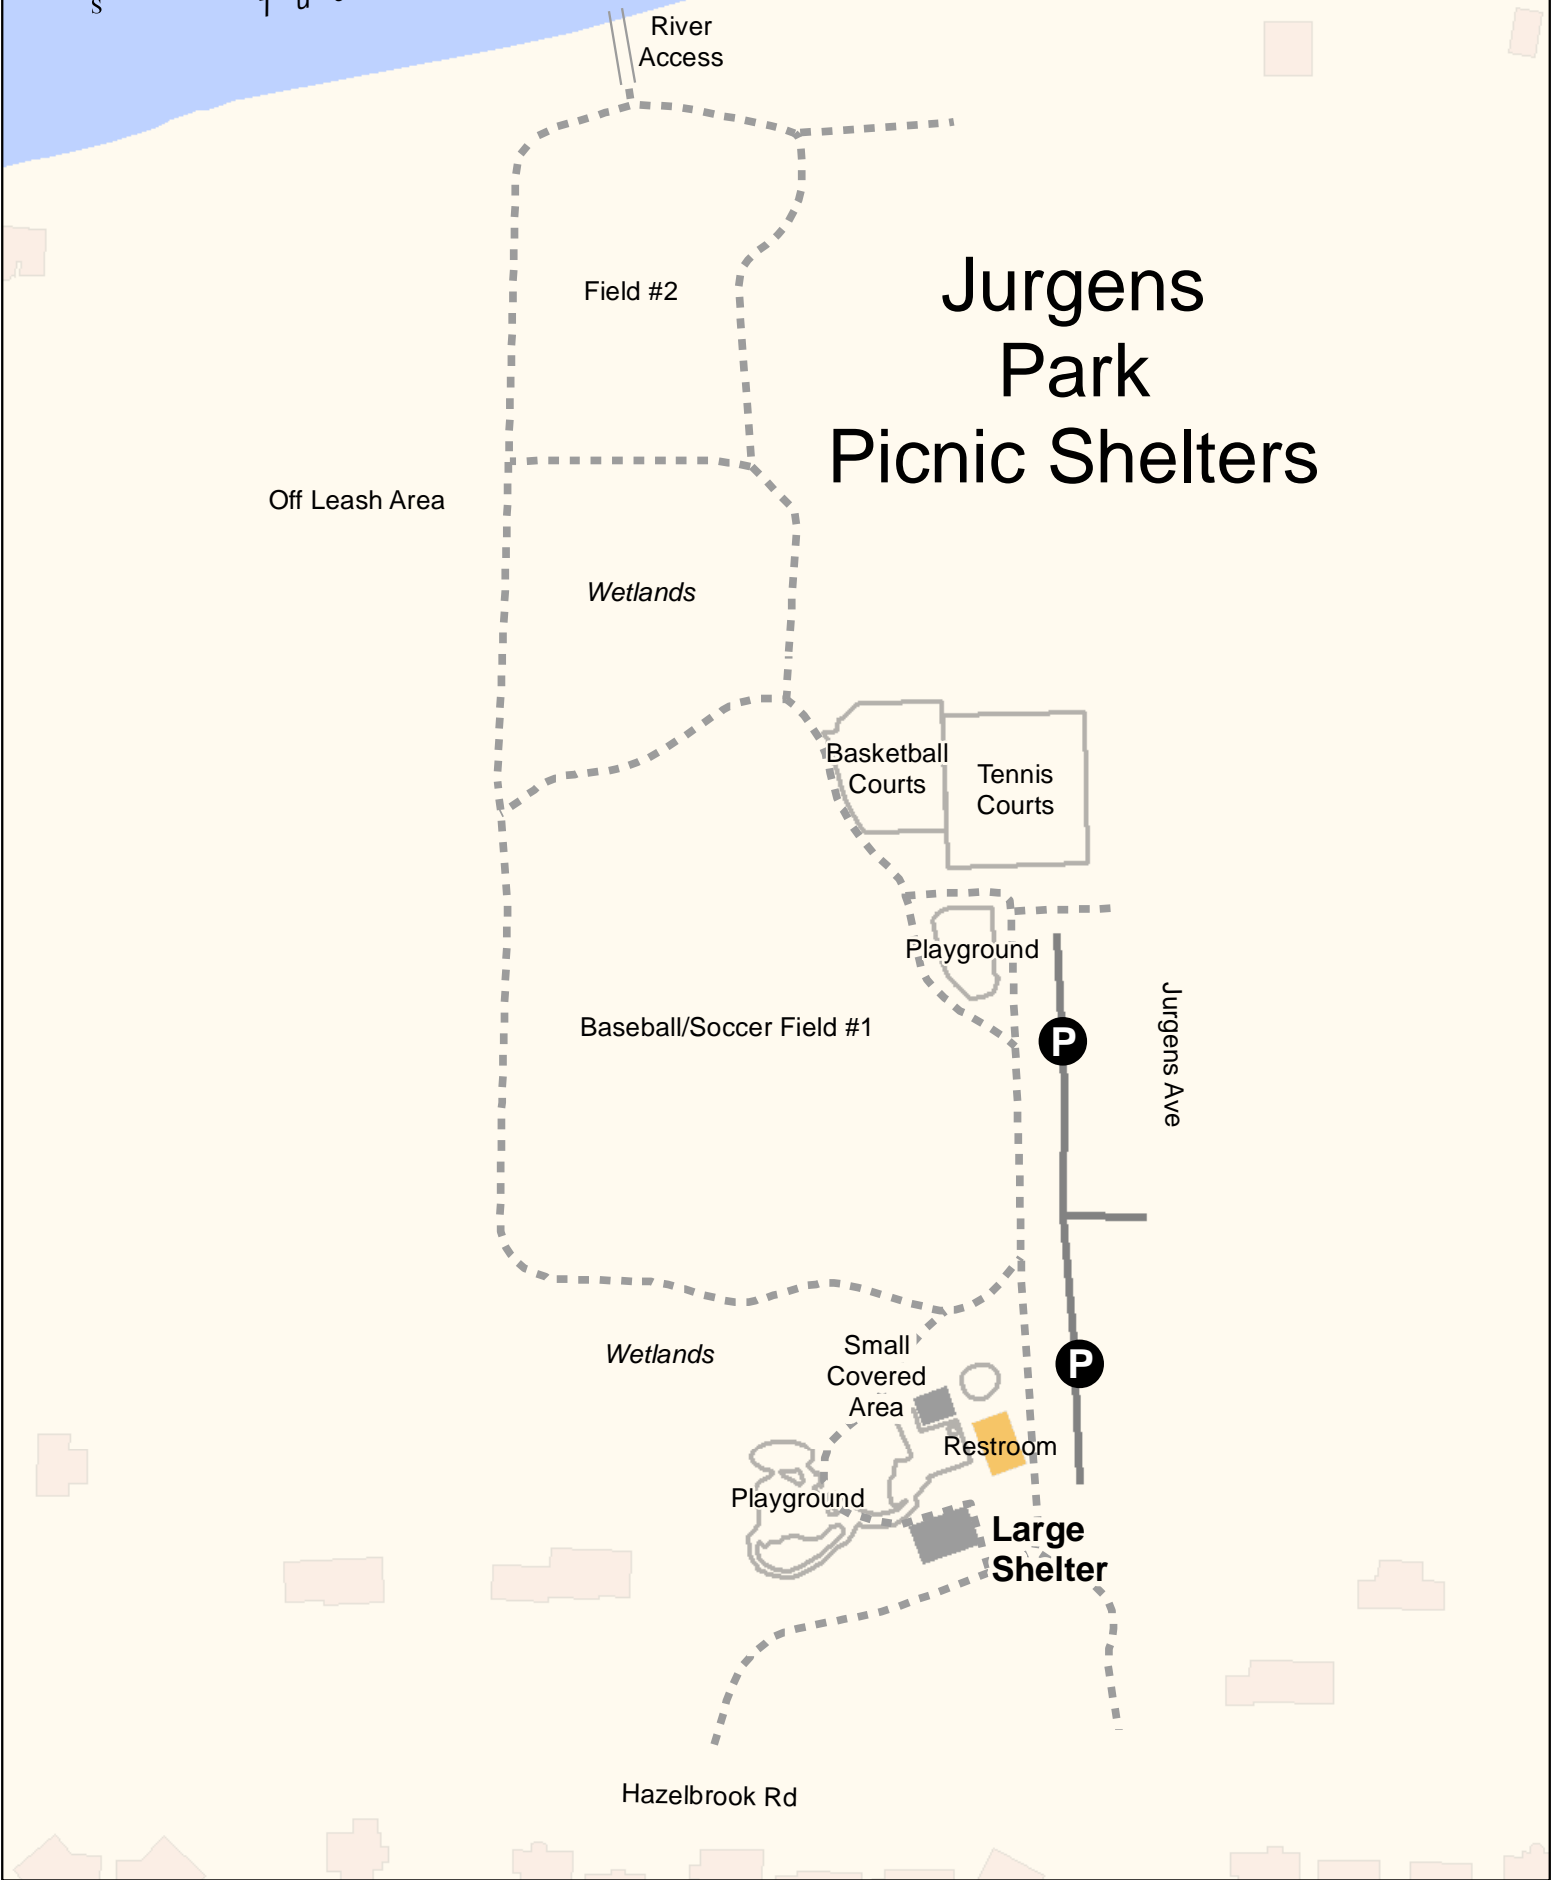 River
Access
Jurgens
Park
Picnic Shelters
Field #2
Off Leash Area
Wetlands
Basketball
Courts
Tennis
Courts
Playground
Baseball/Soccer Field #1
P
Jurgens Ave
Wetlands
Small
Covered
Area
P
Restroom
Playground
Large
Shelter
Hazelbrook Rd